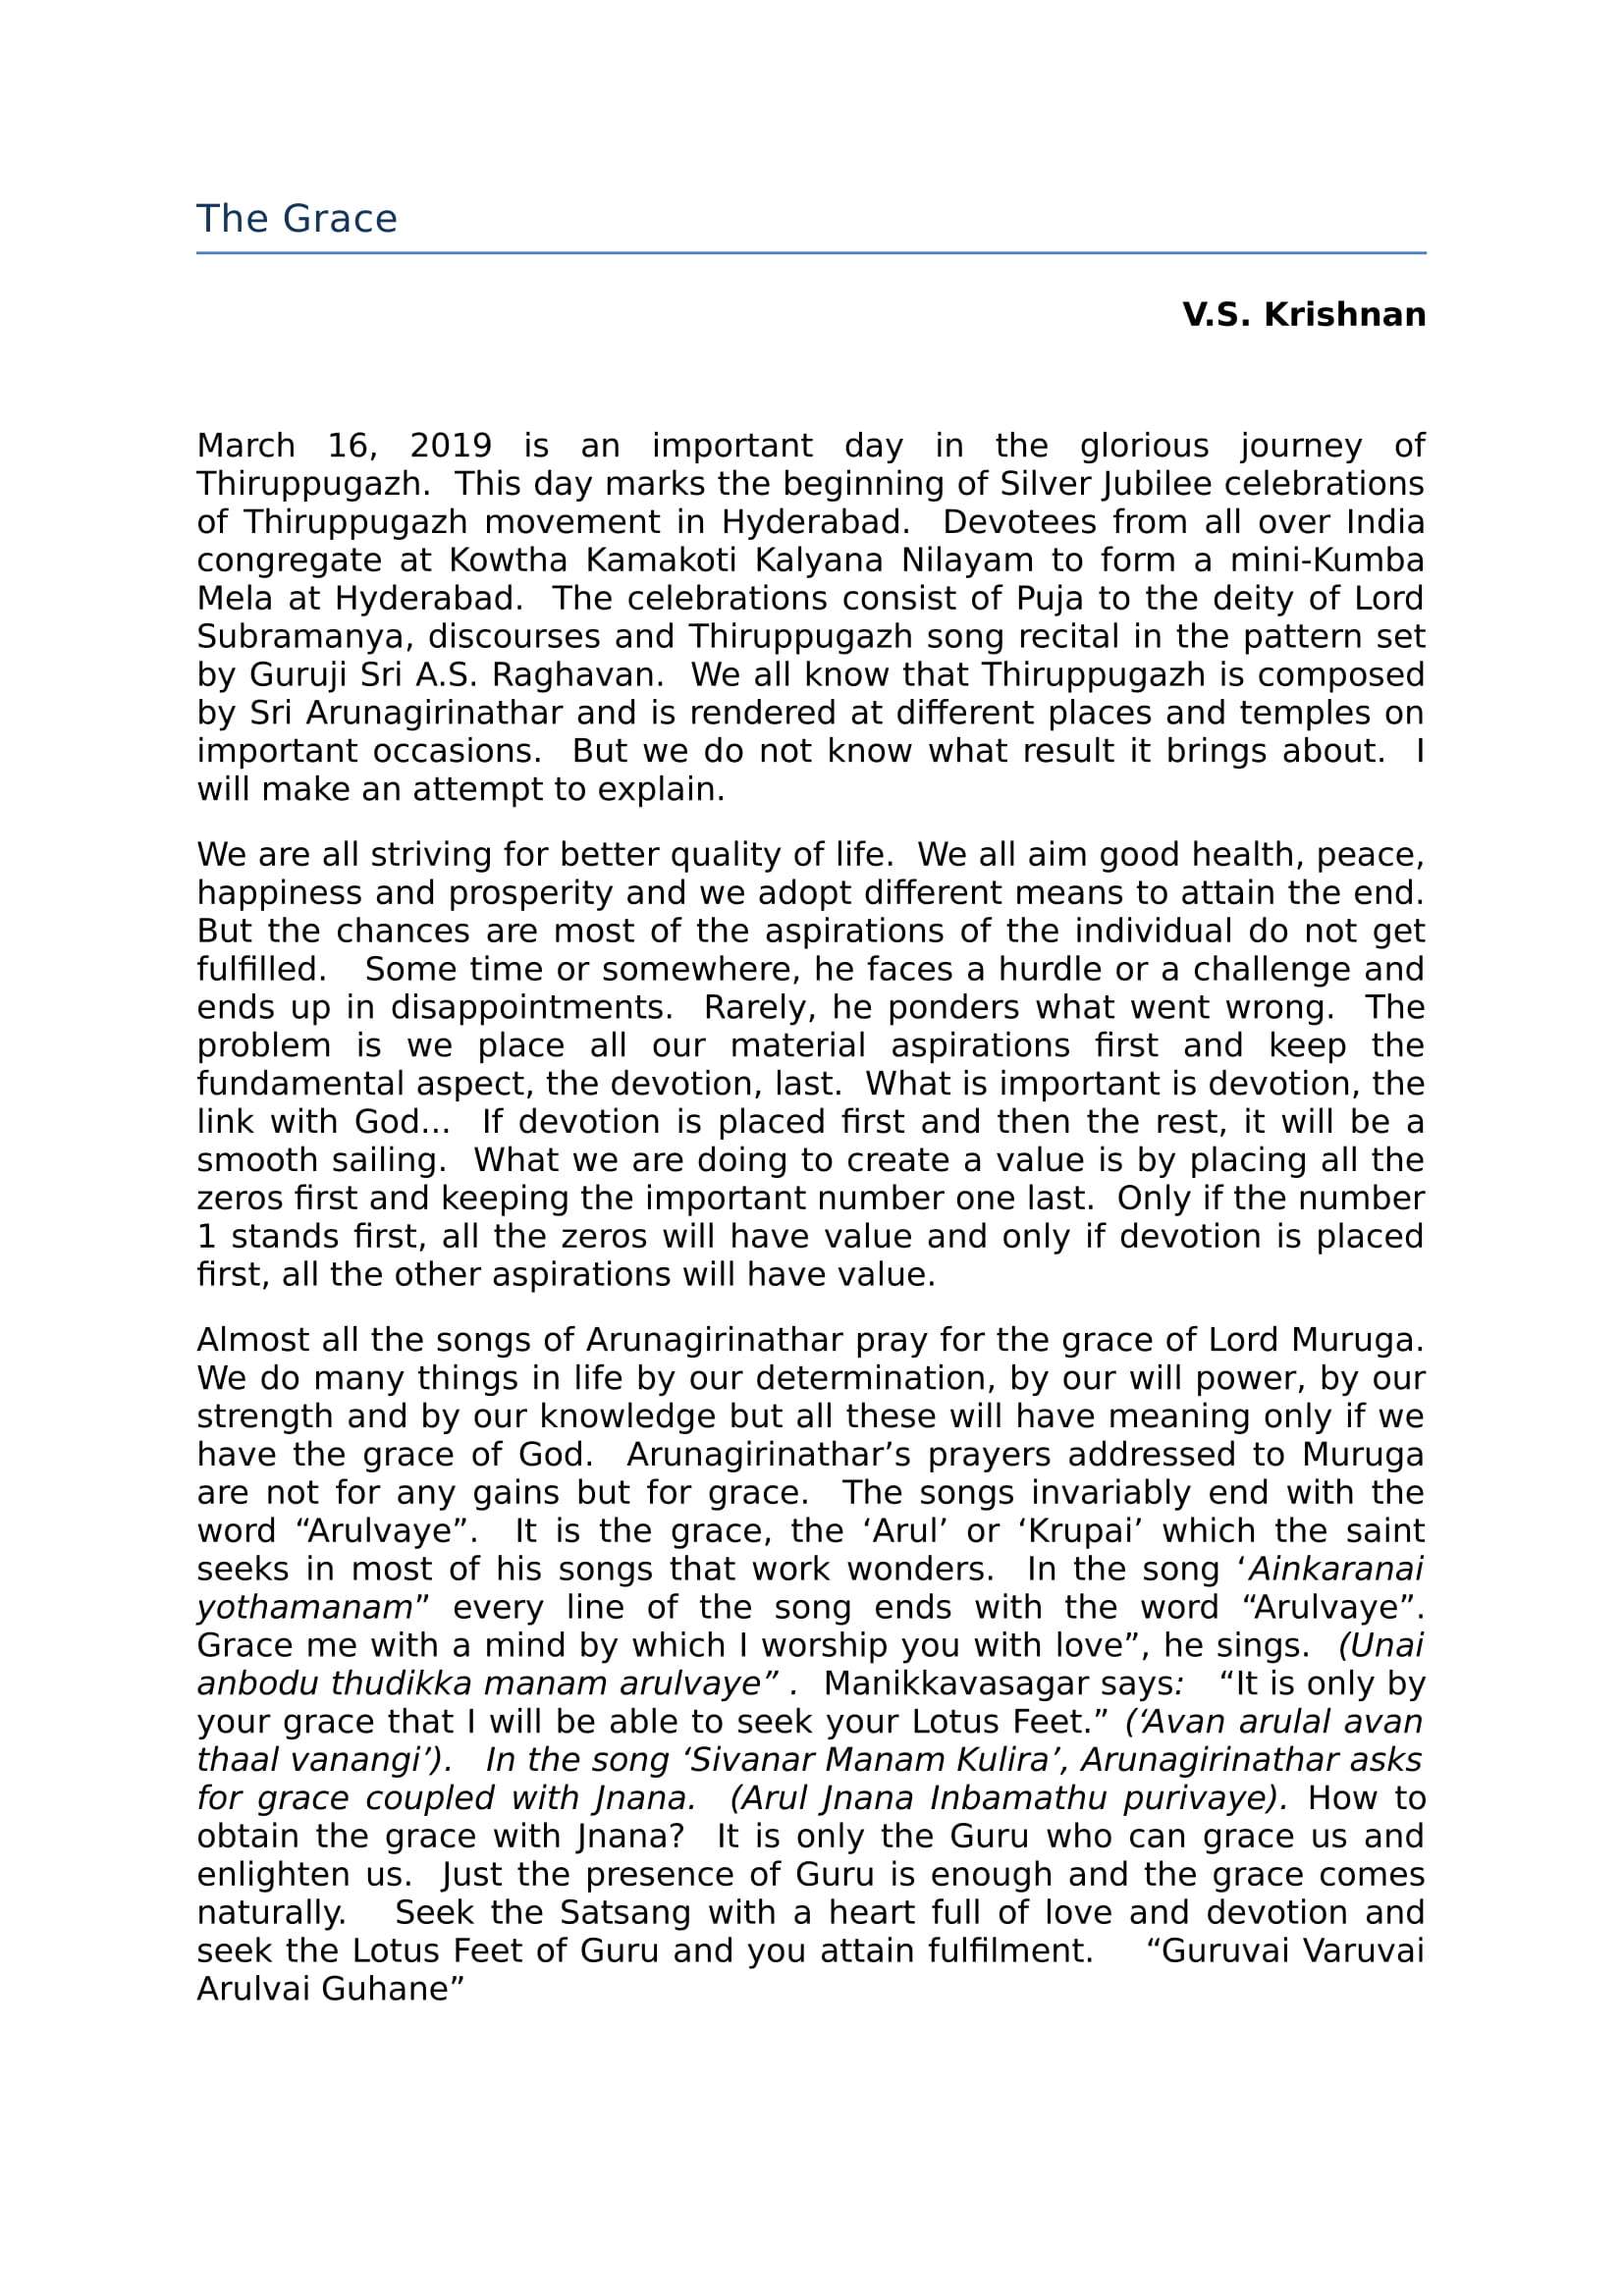 The Grace
V.S. Krishnan
March 16, 2019 is an important day in the glorious journey of
Thiruppugazh.  This day marks the beginning of Silver Jubilee celebrations
of Thiruppugazh movement in Hyderabad.  Devotees from all over India
congregate at Kowtha Kamakoti Kalyana Nilayam to form a mini-Kumba
Mela at Hyderabad.  The celebrations consist of Puja to the deity of Lord
Subramanya, discourses and Thiruppugazh song recital in the pattern set
by Guruji Sri A.S. Raghavan.  We all know that Thiruppugazh is composed
by Sri Arunagirinathar and is rendered at different places and temples on
important occasions.  But we do not know what result it brings about.  I
will make an attempt to explain.
We are all striving for better quality of life.  We all aim good health, peace,
happiness and prosperity and we adopt different means to attain the end.
But the chances are most of the aspirations of the individual do not get
fulfilled.   Some time or somewhere, he faces a hurdle or a challenge and
ends up in disappointments.  Rarely, he ponders what went wrong.  The
problem is we place all our material aspirations first and keep the
fundamental aspect, the devotion, last.  What is important is devotion, the
link with God...  If devotion is placed first and then the rest, it will be a
smooth sailing.  What we are doing to create a value is by placing all the
zeros first and keeping the important number one last.  Only if the number
1 stands first, all the zeros will have value and only if devotion is placed
first, all the other aspirations will have value.
Almost all the songs of Arunagirinathar pray for the grace of Lord Muruga.
We do many things in life by our determination, by our will power, by our
strength and by our knowledge but all these will have meaning only if we
have the grace of God.  Arunagirinathar’s prayers addressed to Muruga
are not for any gains but for grace.  The songs invariably end with the
word “Arulvaye”.  It is the grace, the ‘Arul’ or ‘Krupai’ which the saint
seeks in most of his songs that work wonders.  In the song ‘Ainkaranai
yothamanam” every line of the song ends with the word “Arulvaye”.
Grace me with a mind by which I worship you with love”, he sings.  (Unai
anbodu thudikka manam arulvaye” .  Manikkavasagar says:   “It is only by
your grace that I will be able to seek your Lotus Feet.” (‘Avan arulal avan
thaal vanangi’).   In the song ‘Sivanar Manam Kulira’, Arunagirinathar asks
for grace coupled with Jnana.  (Arul Jnana Inbamathu purivaye). How to
obtain the grace with Jnana?  It is only the Guru who can grace us and
enlighten us.  Just the presence of Guru is enough and the grace comes
naturally.   Seek the Satsang with a heart full of love and devotion and
seek the Lotus Feet of Guru and you attain fulfilment.    “Guruvai Varuvai
Arulvai Guhane”